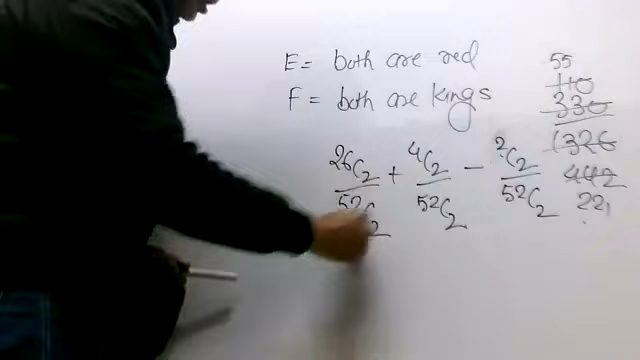 E = both are red
F = both are kings
26C2 + 4C2 - 2C2
52C2 52C2 52C2
55
110
330
1326
442
221